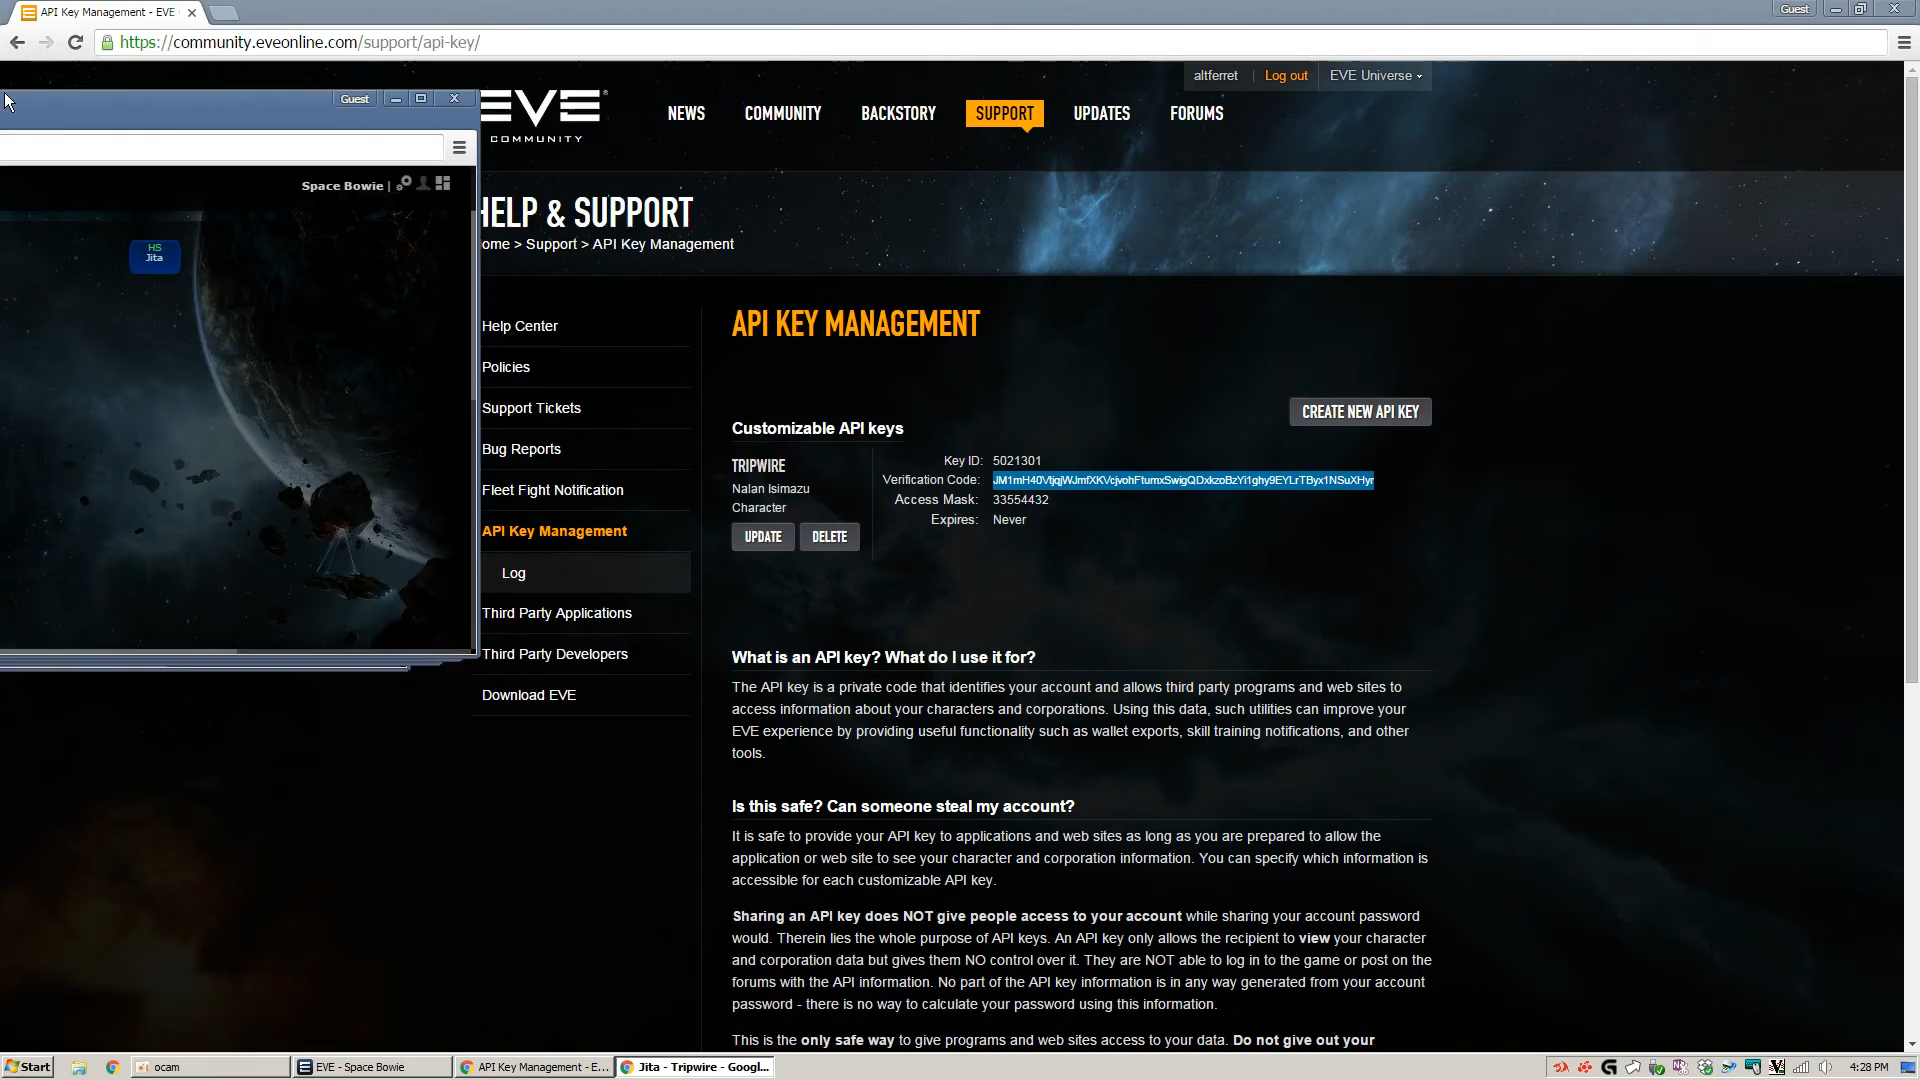 API Key Management - EVE
Guest
https://community.eveonline.com/support/api-key/
altferret | Log out EVE Universe
Guest
EVE
COMMUNITY
NEWS COMMUNITY BACKSTORY SUPPORT UPDATES FORUMS
Space Bowie |
HELP & SUPPORT
ome > Support > API Key Management
HS
Jita
Help Center
Policies
Support Tickets
Bug Reports
Fleet Fight Notification
API Key Management
Log
Third Party Applications
Third Party Developers
Download EVE
API KEY MANAGEMENT
CREATE NEW API KEY
Customizable API keys
TRIPWIRE
Nalan Isimazu
Character
UPDATE DELETE
Key ID: 5021301
Verification Code: JM1mH40VtjqjWJmfXKVcjvohFtumxSwigQDxkzoBzYi1ghy9EYLrTByx1NSuXHyr
Access Mask: 33554432
Expires: Never
What is an API key? What do I use it for?
The API key is a private code that identifies your account and allows third party programs and web sites to
access information about your characters and corporations. Using this data, such utilities can improve your
EVE experience by providing useful functionality such as wallet exports, skill training notifications, and other
tools.
Is this safe? Can someone steal my account?
It is safe to provide your API key to applications and web sites as long as you are prepared to allow the
application or web site to see your character and corporation information. You can specify which information is
accessible for each customizable API key.
Sharing an API key does NOT give people access to your account while sharing your account password
would. Therein lies the whole purpose of API keys. An API key only allows the recipient to view your character
and corporation data but gives them NO control over it. They are NOT able to log in to the game or post on the
forums with the API information. No part of the API key information is in any way generated from your account
password - there is no way to calculate your password using this information.
This is the only safe way to give programs and web sites access to your data. Do not give out your
Start
ocam
EVE - Space Bowie
API Key Management - E...
Jita - Tripwire - Googl...
4:28 PM